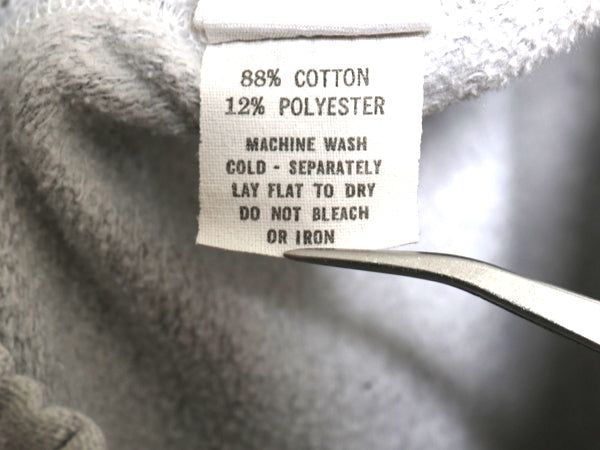 88% COTTON
12% POLYESTER
MACHINE WASH
COLD - SEPARATELY
LAY FLAT TO DRY
DO NOT BLEACH
OR IRON